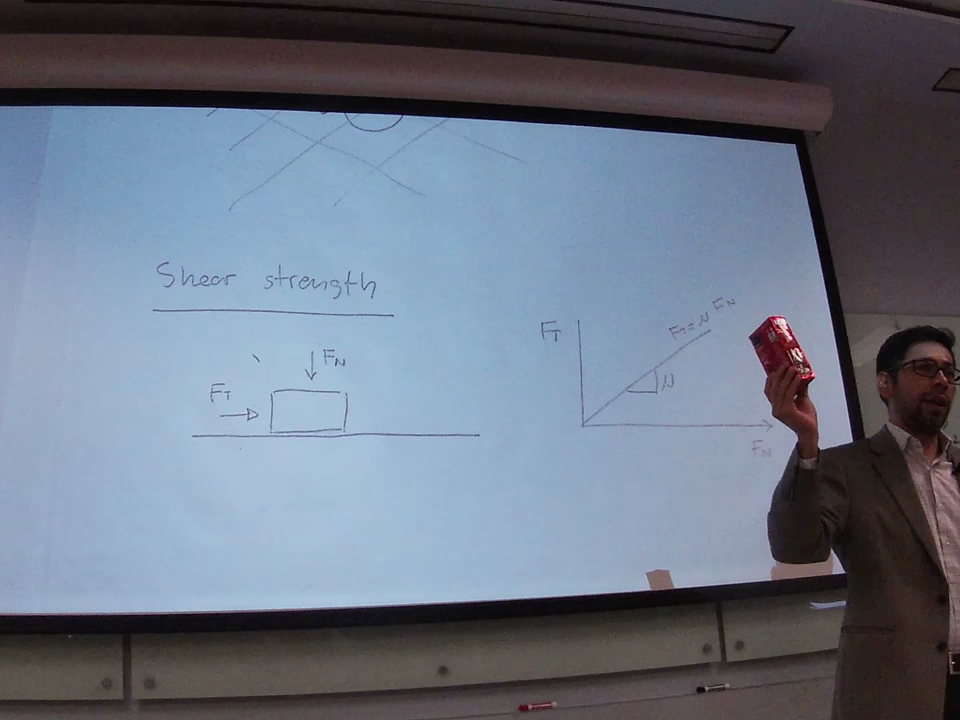 Shear strength
F_N
F_T
F_T
F_T = μ F_N
μ
F_N